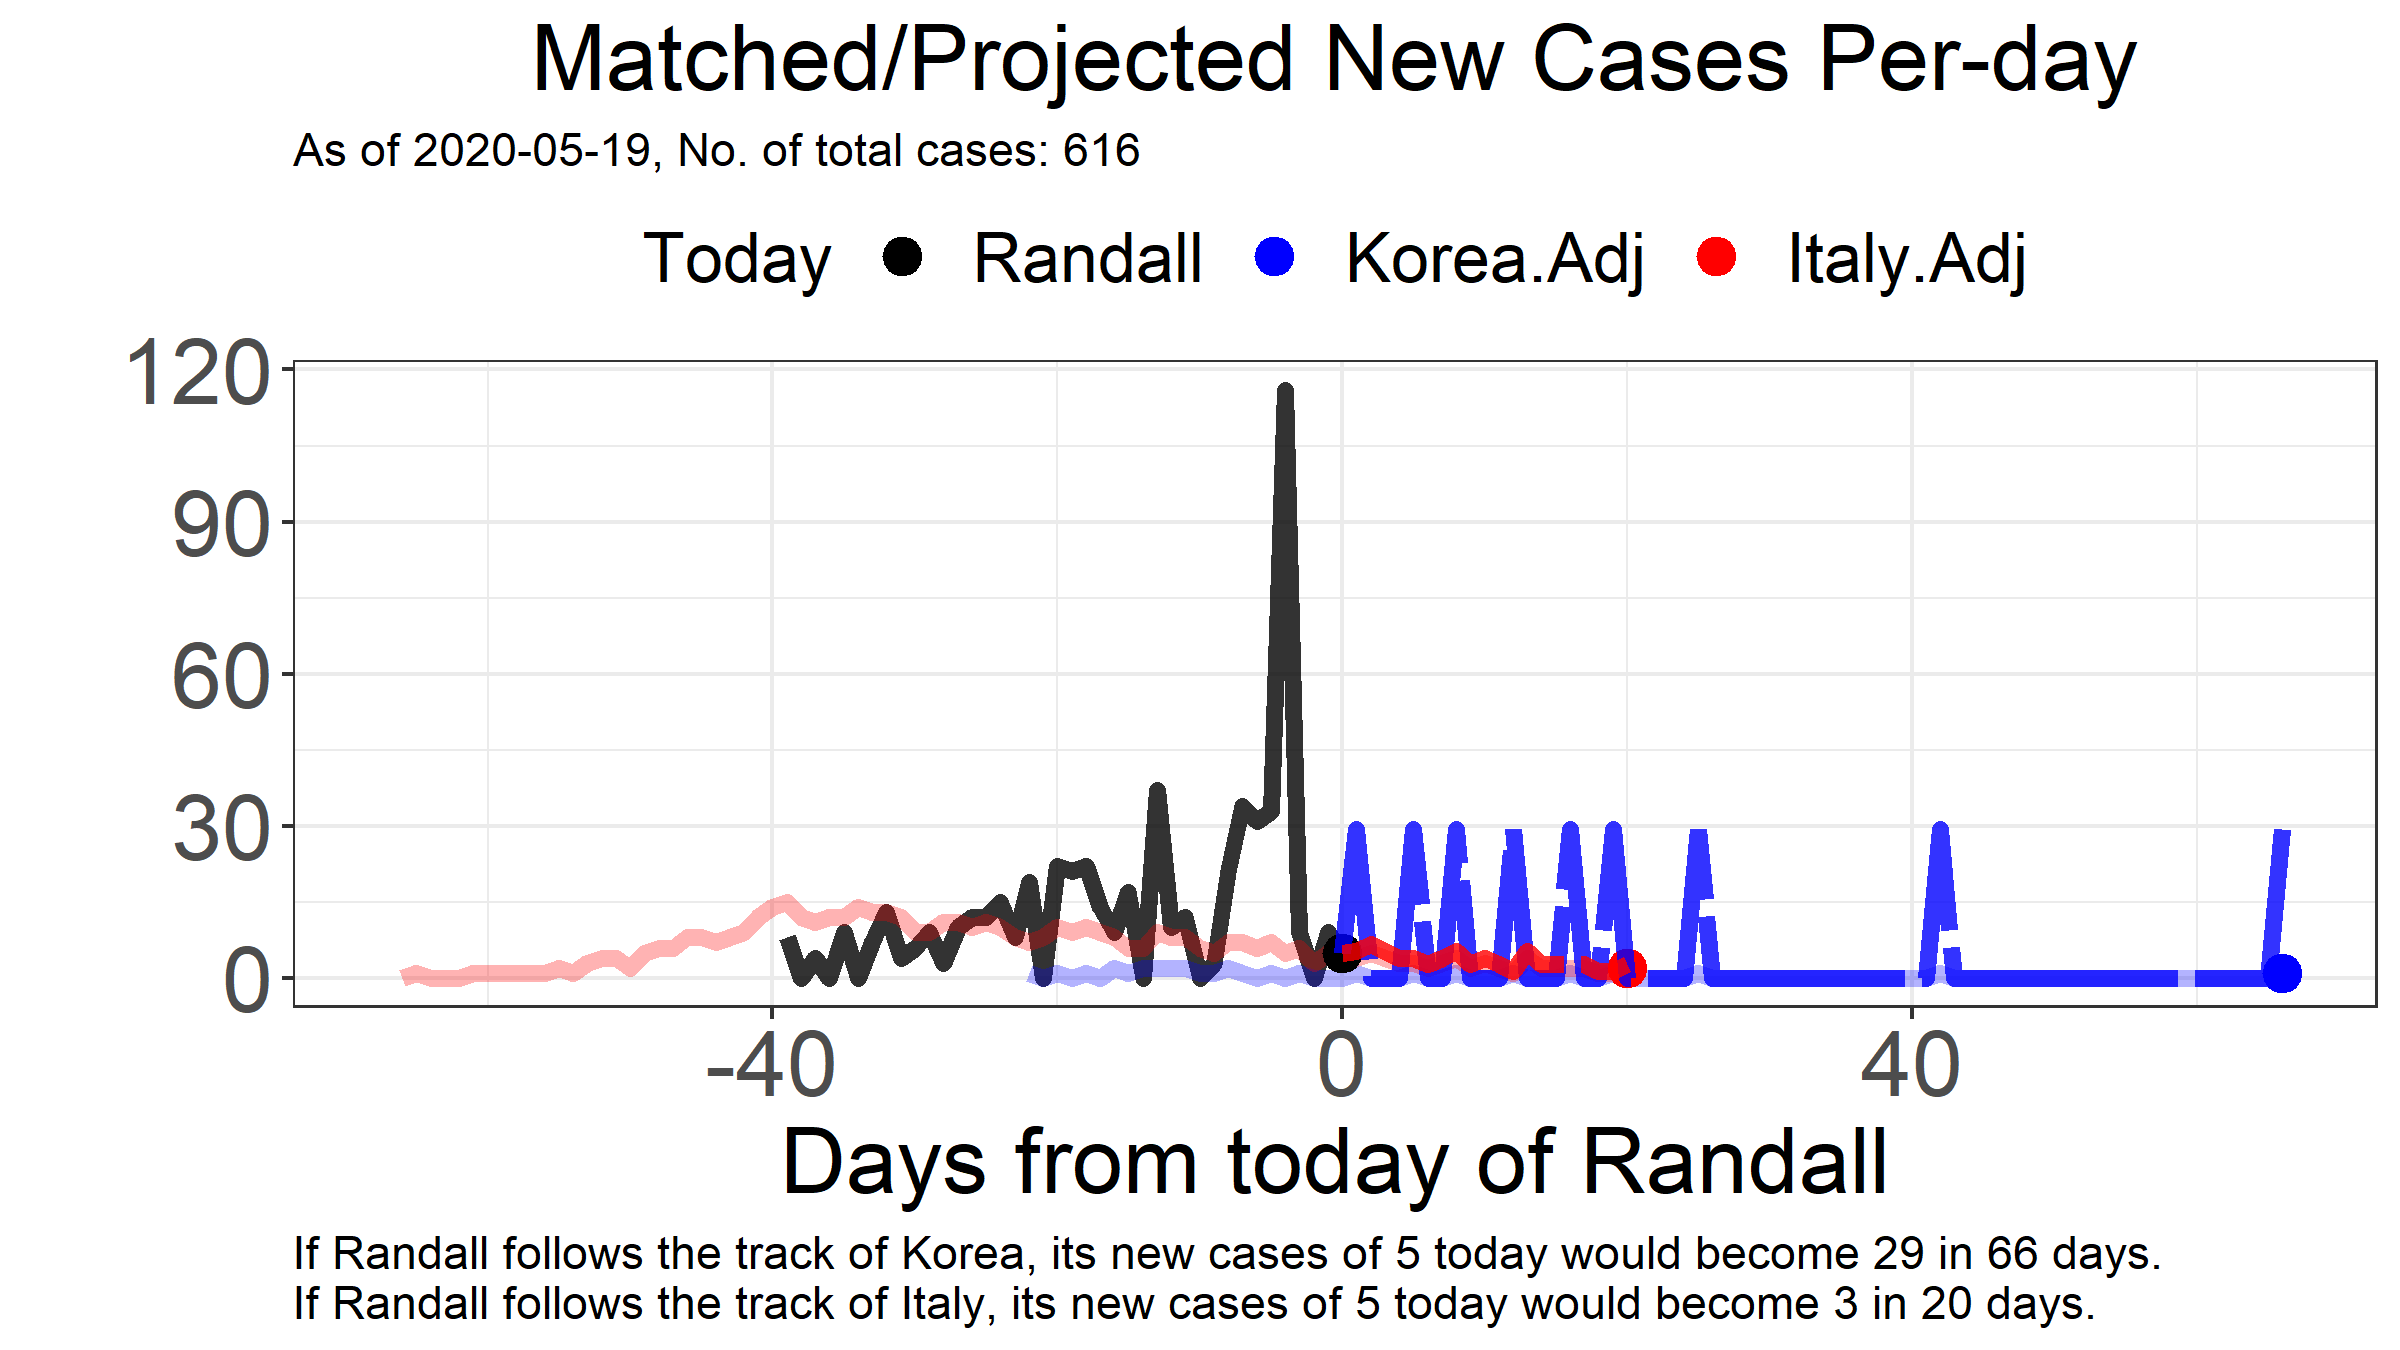 Matched/Projected New Cases Per-day
As of 2020-05-19, No. of total cases: 616
Today Randall Korea.Adj Italy.Adj
120
90
60
30
0
-40 0 40
Days from today of Randall
If Randall follows the track of Korea, its new cases of 5 today would become 29 in 66 days.
If Randall follows the track of Italy, its new cases of 5 today would become 3 in 20 days.